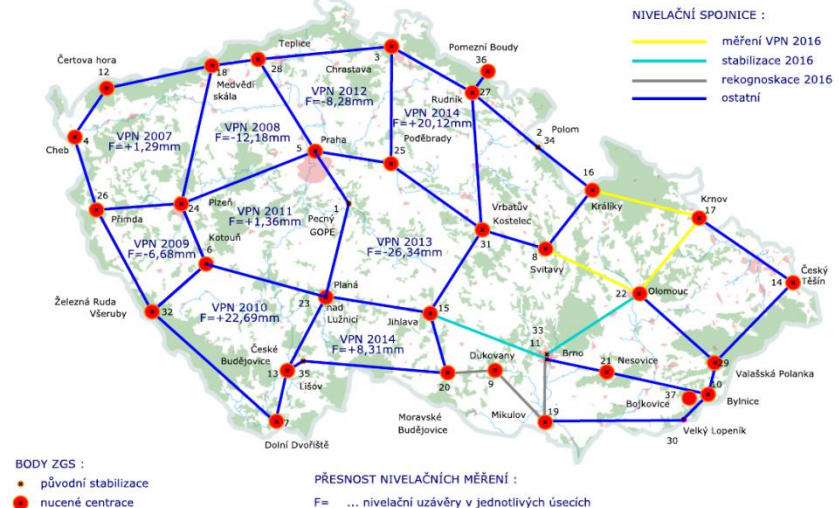 NIVELAČNÍ SPOJNICE :
měření VPN 2016
stabilizace 2016
rekognoskace 2016
ostatní
Teplice
28
3
Chrastava
Pomezní Boudy
36
Čertova hora
12
18
Medvědí
skála
27
Rudník
VPN 2012
F=-8,28mm
VPN 2014
F=+20,12mm
2
34
Polom
VPN 2007
F=+1,29mm
VPN 2008
F=-12,18mm
4
Cheb
Praha
5
Poděbrady
25
16
Králíky
Krnov
17
26
Přimda
Plzeň
24
VPN 2011
F=+1,36mm
1
Pecný
GOPE
Vrbatův
Kostelec
31
VPN 2009
F=-6,68mm
Kotouň
6
VPN 2013
F=-26,34mm
8
Svitavy
Český
Těšín
14
Železná Ruda
Všeruby
32
VPN 2010
F=+22,69mm
23
Planá
nad
Lužnicí
15
Jihlava
22
Olomouc
VPN 2014
F=+8,31mm
33
11
Brno
České
Budějovice
13
35
Lišov
20
Dukovany
9
21
Nesovice
29
Valašská Polanka
10
Bylnice
37
Bojkovice
7
Dolní Dvořiště
Moravské
Budějovice
Mikulov
19
Velký Lopeník
30
BODY ZGS :
původní stabilizace
nucené centrace
PŘESNOST NIVELAČNÍCH MĚŘENÍ :
F= ... nivelační uzávěry v jednotlivých úsecích